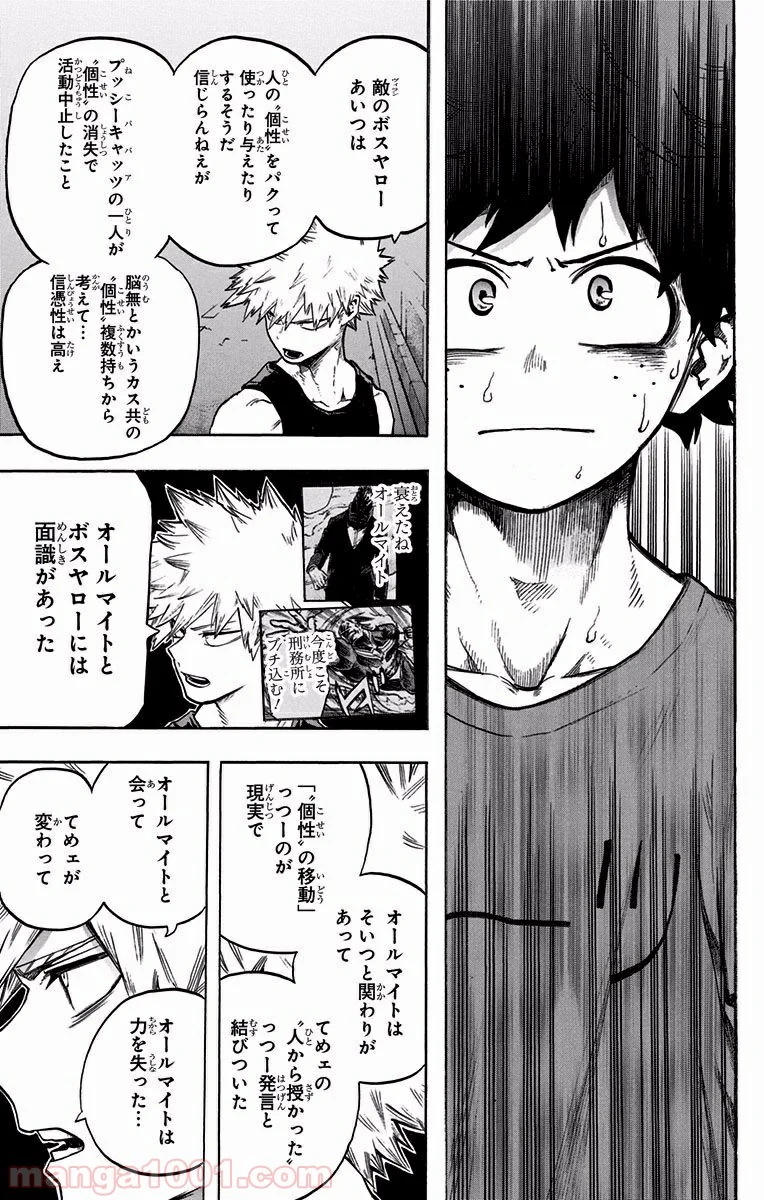 敵のボスヤロー
あいつは
人の〝個性〟をパクって
使ったり与えたり
するそうだ
信じらんねえが
プッシーキャッツの一人が
〝個性〟の消失で
活動中止したこと
脳無とかいうカス共の
〝個性〟複数持ちから
考えて…
信憑性は高え
衰えたね
オールマイト
今度こそ
刑務所に
ブチ込む!
オールマイトと
ボスヤローには
面識があった
「〝個性〟の移動」
っつーのが
現実で
オールマイトは
そいつと関わりが
あって
てめェの
〝人から授かった〟
っつー発言と
結びついた
オールマイトと
会って
てめェが
変わって
オールマイトは
力を失った…
manga1001.com